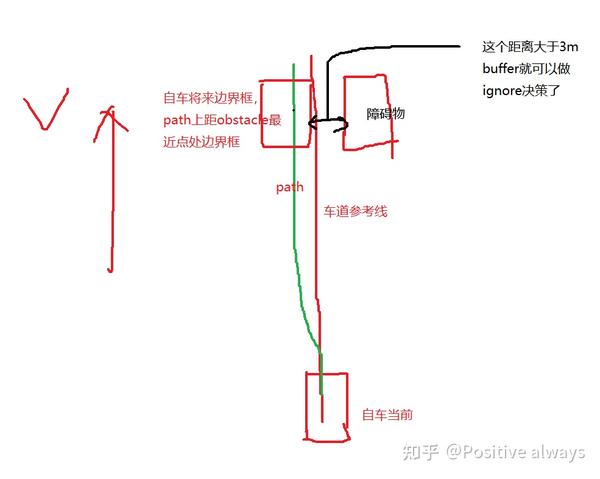 这个距离大于3m
buffer就可以做
ignore决策了
自车将来边界框，
path上距obstacle最
近点处边界框
障碍物
path
车道参考线
自车当前
V
知乎 @Positive always